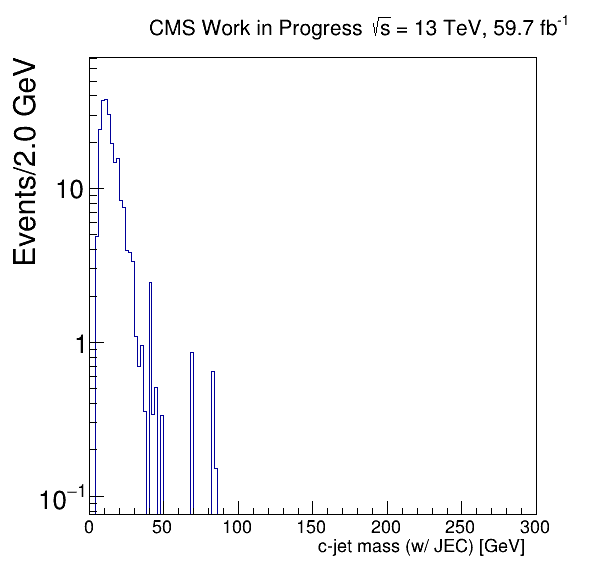 CMS Work in Progress √s = 13 TeV, 59.7 fb⁻¹
Events/2.0 GeV
10
1
10⁻¹
0 50 100 150 200 250 300
c-jet mass (w/ JEC) [GeV]